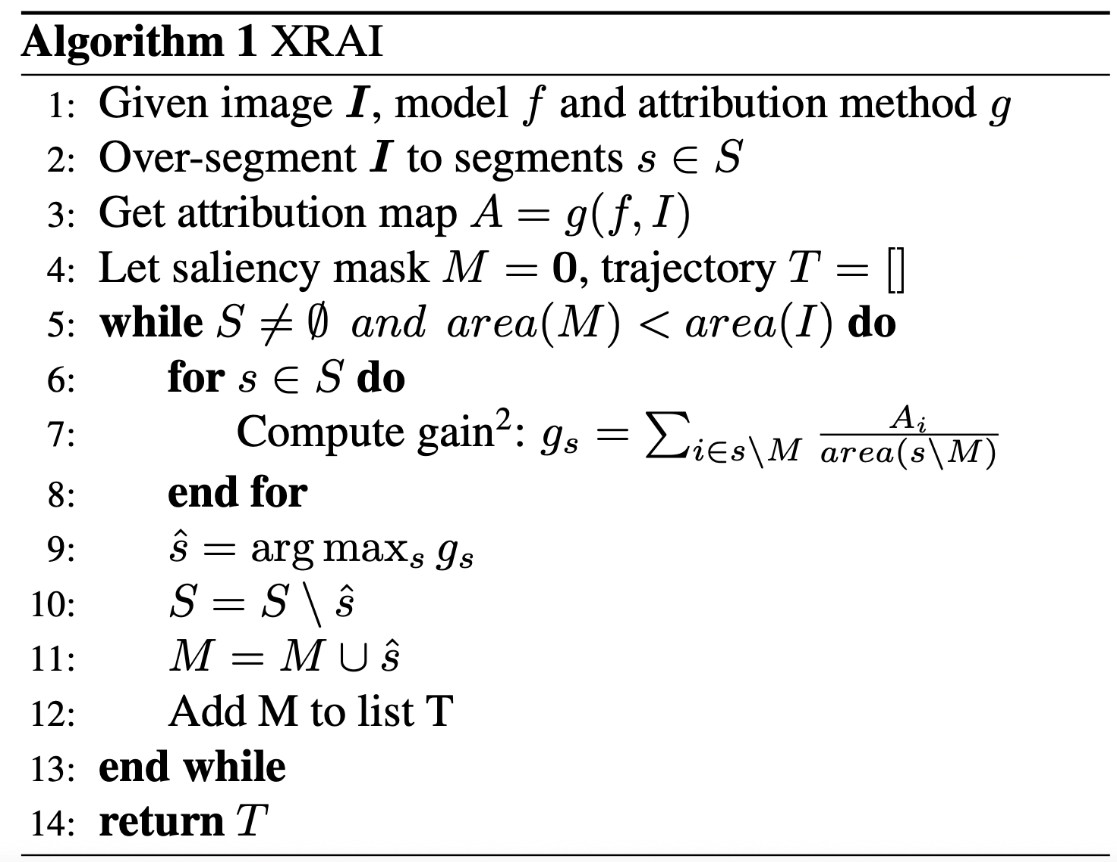 Algorithm 1 XRAI
1: Given image I, model f and attribution method g
2: Over-segment I to segments s ∈ S
3: Get attribution map A = g(f, I)
4: Let saliency mask M = 0, trajectory T = []
5: while S ≠ ∅ and area(M) < area(I) do
6: for s ∈ S do
7: Compute gain²: g_s = ∑_{i∈s\M} A_i / area(s\M)
8: end for
9: ŝ = arg max_s g_s
10: S = S \ ŝ
11: M = M ∪ ŝ
12: Add M to list T
13: end while
14: return T